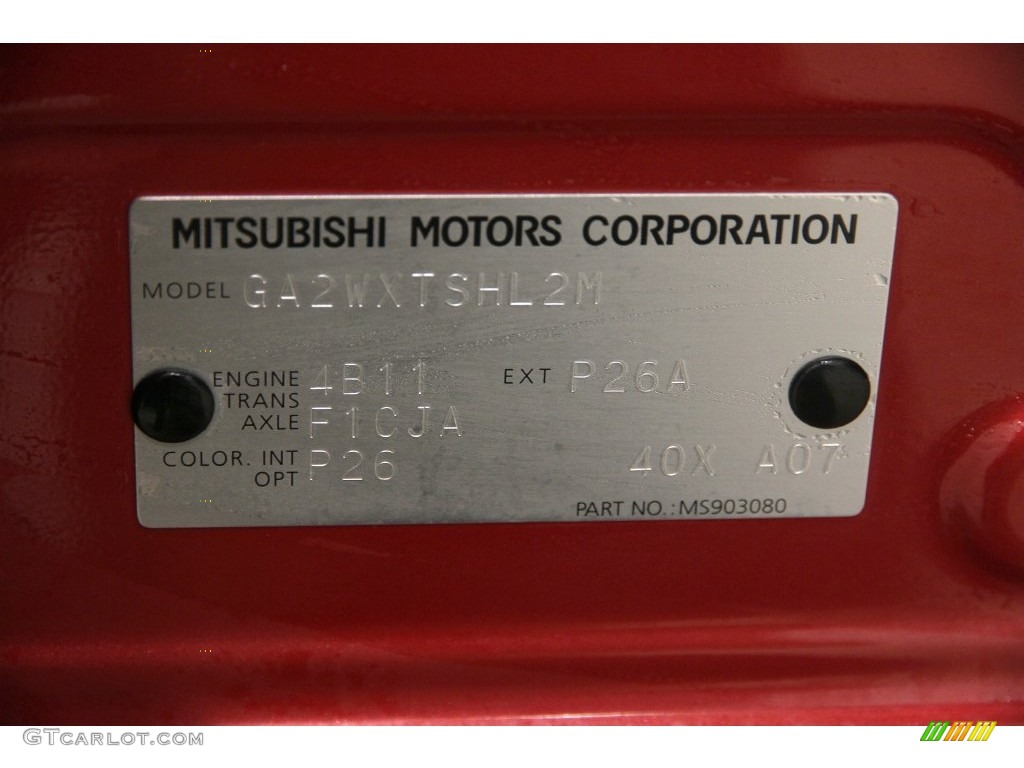 MITSUBISHI MOTORS CORPORATION
MODEL GA2WXTSHL2M
ENGINE 4B11 EXT P26A
TRANS
AXLE F1CJA
COLOR. INT P26 40X A07
OPT
PART NO.:MS903080
GTCARLOT.COM